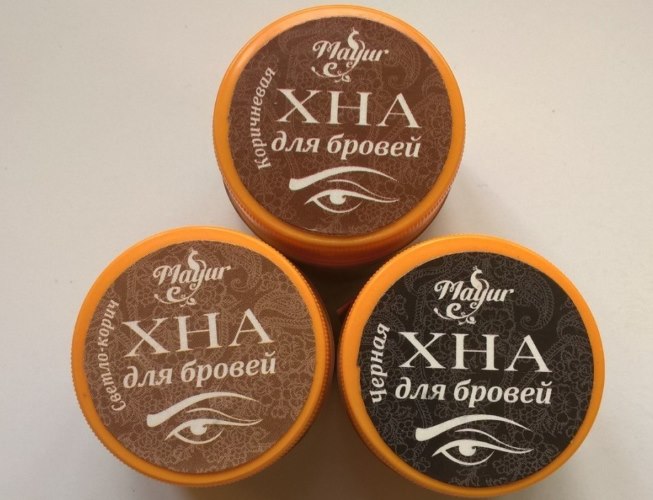 Mayur
Коричневая
ХНА
для бровей
Mayur
Светло-корич
ХНА
для бровей
Mayur
Черная
ХНА
для бровей